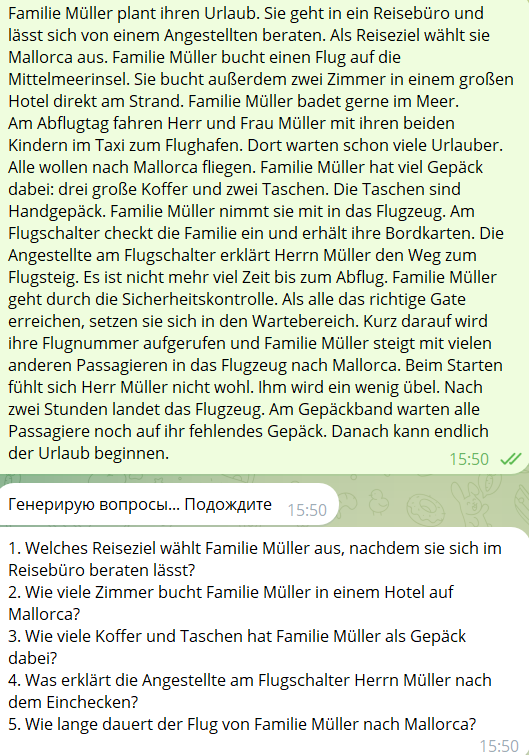 Familie Müller plant ihren Urlaub. Sie geht in ein Reisebüro und
lässt sich von einem Angestellten beraten. Als Reiseziel wählt sie
Mallorca aus. Familie Müller bucht einen Flug auf die
Mittelmeerinsel. Sie bucht außerdem zwei Zimmer in einem großen
Hotel direkt am Strand. Familie Müller badet gerne im Meer.
Am Abflugtag fahren Herr und Frau Müller mit ihren beiden
Kindern im Taxi zum Flughafen. Dort warten schon viele Urlauber.
Alle wollen nach Mallorca fliegen. Familie Müller hat viel Gepäck
dabei: drei große Koffer und zwei Taschen. Die Taschen sind
Handgepäck. Familie Müller nimmt sie mit in das Flugzeug. Am
Flugschalter checkt die Familie ein und erhält ihre Bordkarten. Die
Angestellte am Flugschalter erklärt Herrn Müller den Weg zum
Flugsteig. Es ist nicht mehr viel Zeit bis zum Abflug. Familie Müller
geht durch die Sicherheitskontrolle. Als alle das richtige Gate
erreichen, setzen sie sich in den Wartebereich. Kurz darauf wird
ihre Flugnummer aufgerufen und Familie Müller steigt mit vielen
anderen Passagieren in das Flugzeug nach Mallorca. Beim Starten
fühlt sich Herr Müller nicht wohl. Ihm wird ein wenig übel. Nach
zwei Stunden landet das Flugzeug. Am Gepäckband warten alle
Passagiere noch auf ihr fehlendes Gepäck. Danach kann endlich
der Urlaub beginnen.
15:50
Генерирую вопросы... Подождите
15:50
1. Welches Reiseziel wählt Familie Müller aus, nachdem sie sich im
Reisebüro beraten lässt?
2. Wie viele Zimmer bucht Familie Müller in einem Hotel auf
Mallorca?
3. Wie viele Koffer und Taschen hat Familie Müller als Gepäck
dabei?
4. Was erklärt die Angestellte am Flugschalter Herrn Müller nach
dem Einchecken?
5. Wie lange dauert der Flug von Familie Müller nach Mallorca?
15:50